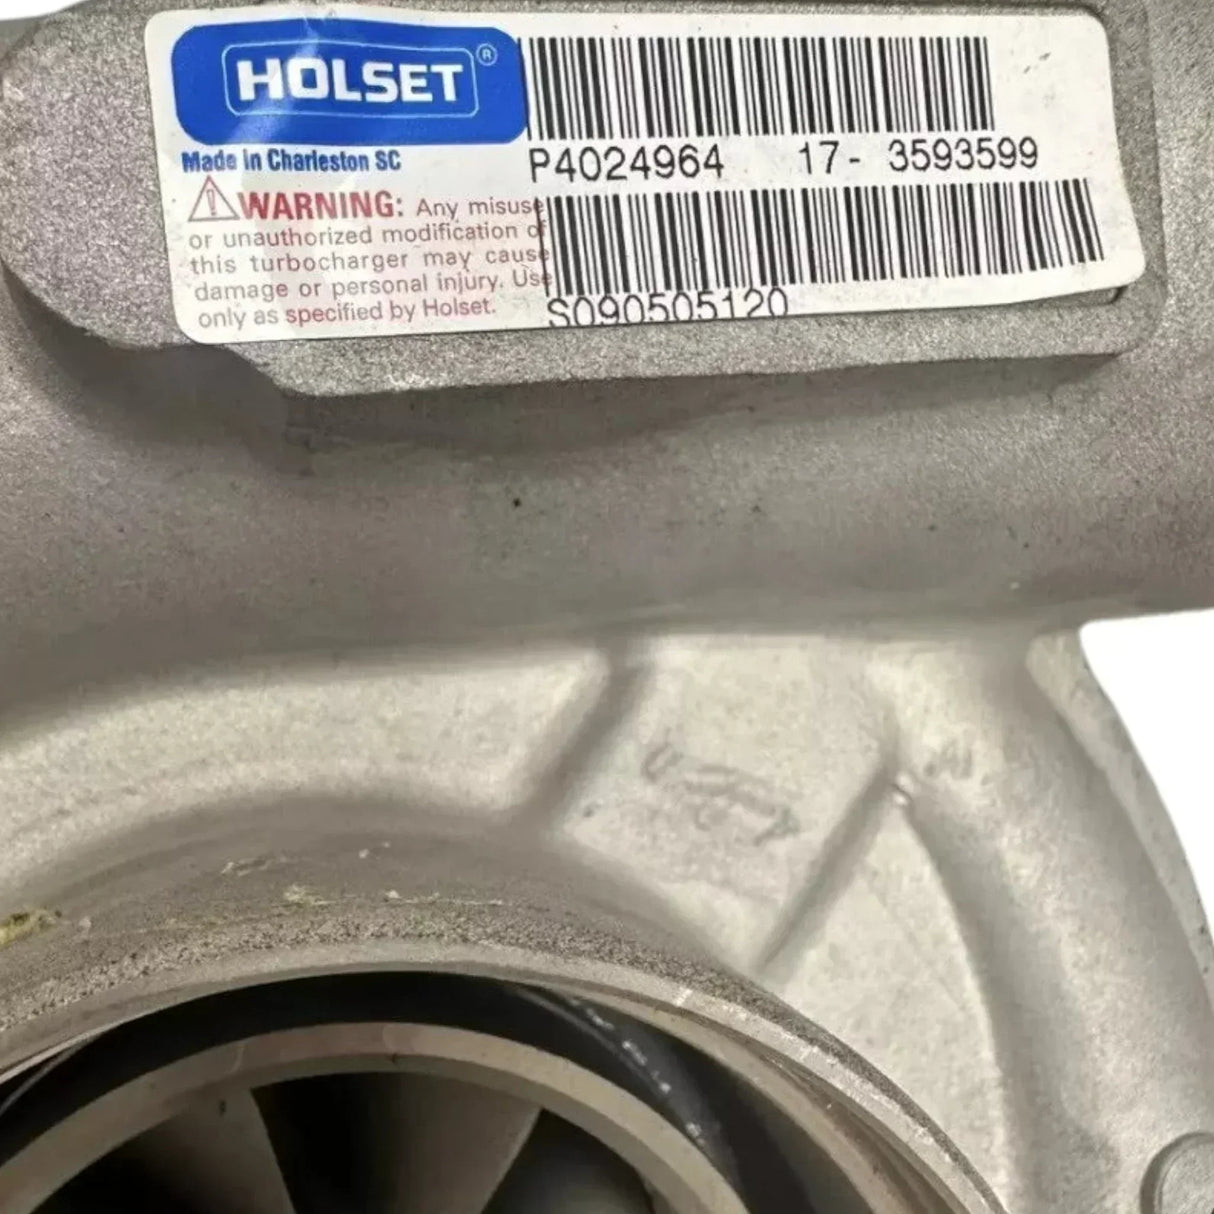 HOLSET ®
Made in Charleston SC
P4024964 17- 3593599
WARNING: Any misuse
or unauthorized modification of
this turbocharger may cause
damage or personal injury. Use
only as specified by Holset.
S090505120